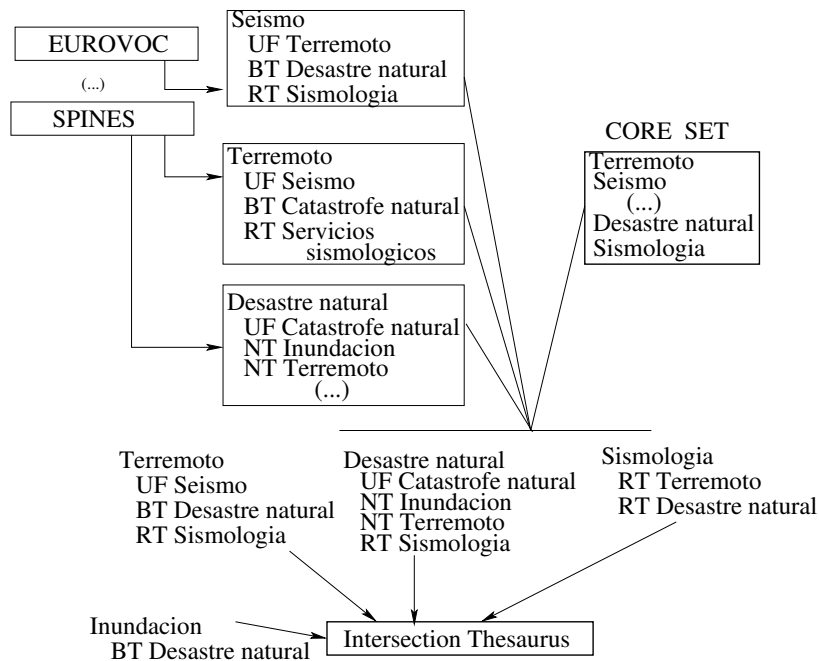 EUROVOC
(...)
SPINES
Seismo
UF Terremoto
BT Desastre natural
RT Sismologia
Terremoto
UF Seismo
BT Catastrofe natural
RT Servicios
sismologicos
Desastre natural
UF Catastrofe natural
NT Inundacion
NT Terremoto
(...)
CORE SET
Terremoto
Seismo
(...)
Desastre natural
Sismologia
Terremoto
UF Seismo
BT Desastre natural
RT Sismologia
Desastre natural
UF Catastrofe natural
NT Inundacion
NT Terremoto
RT Sismologia
Sismologia
RT Terremoto
RT Desastre natural
Inundacion
BT Desastre natural
Intersection Thesaurus